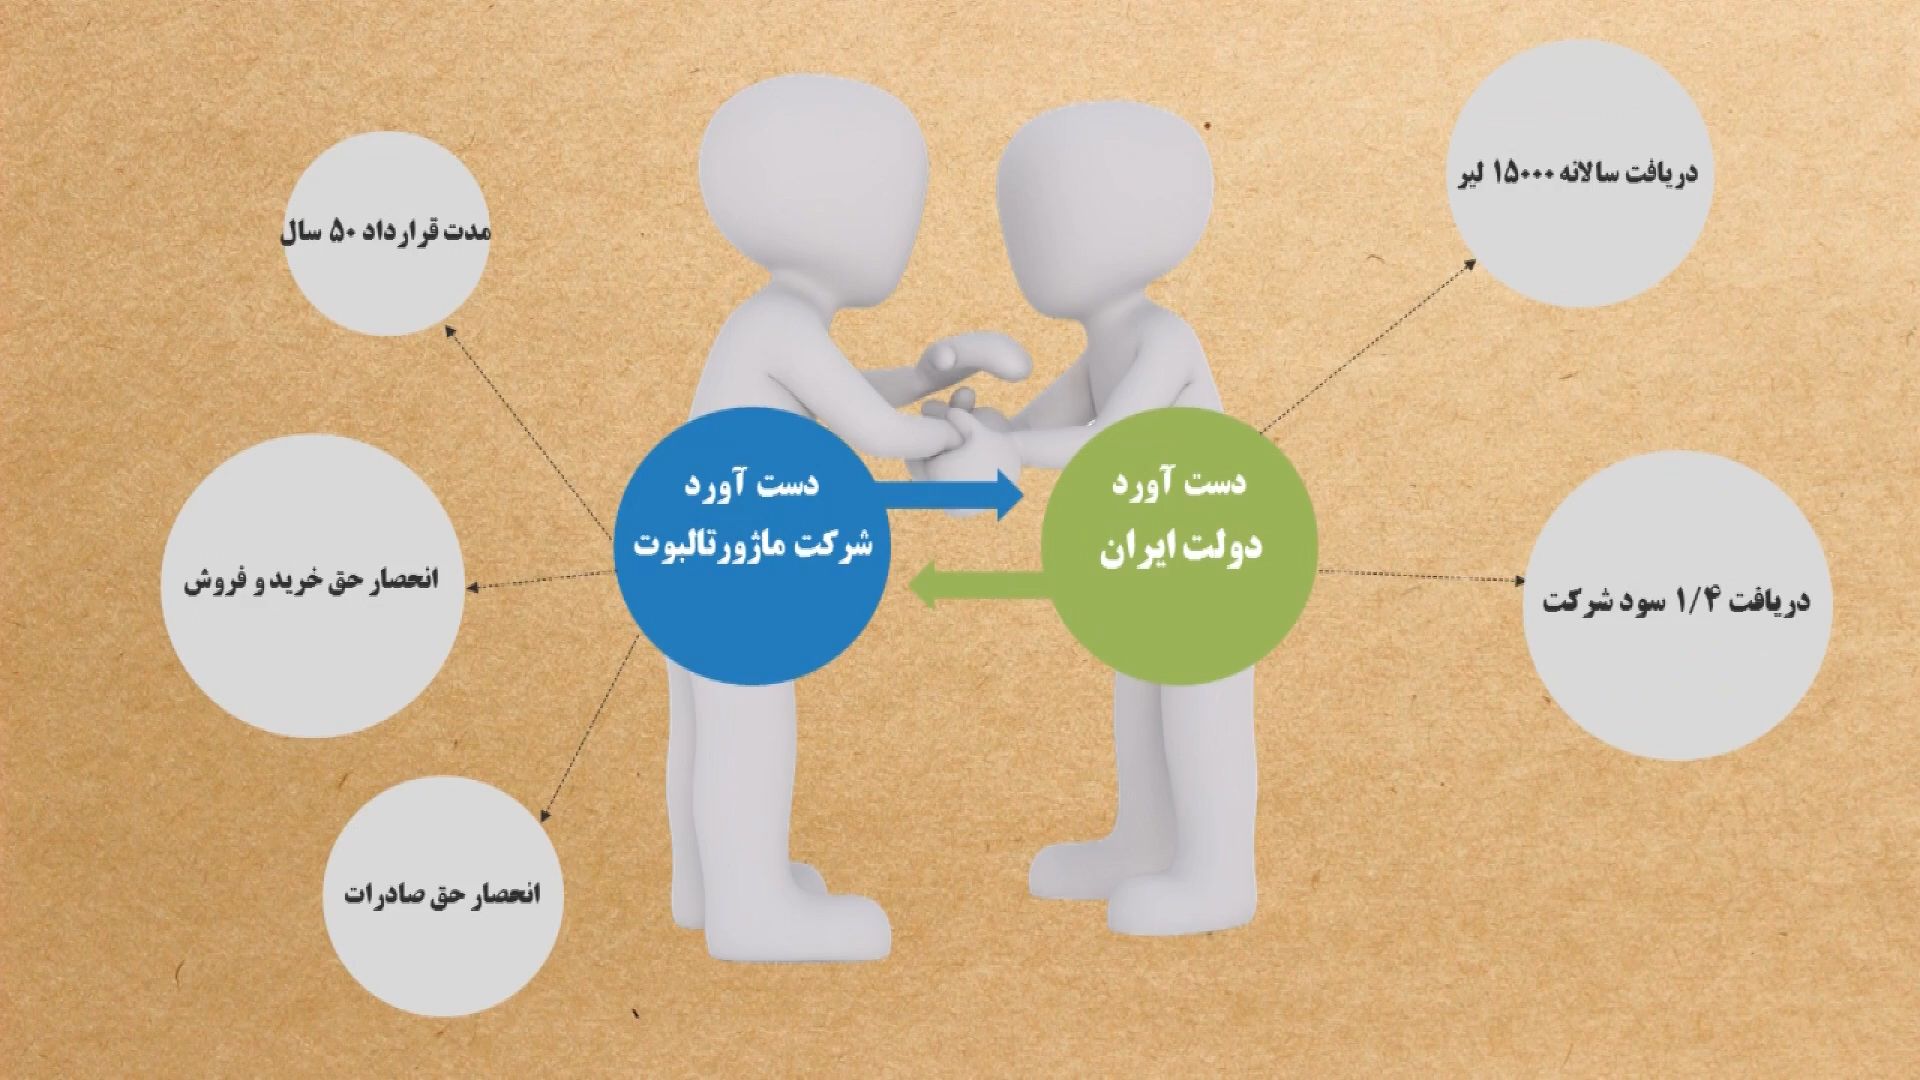 دریافت سالانه ۱۵۰۰۰ لیر
دریافت ۱/۴ سود شرکت
دست آورد
دولت ایران
دست آورد
شرکت ماژورتالبوت
مدت قرارداد ۵۰ سال
انحصار حق خرید و فروش
انحصار حق صادرات